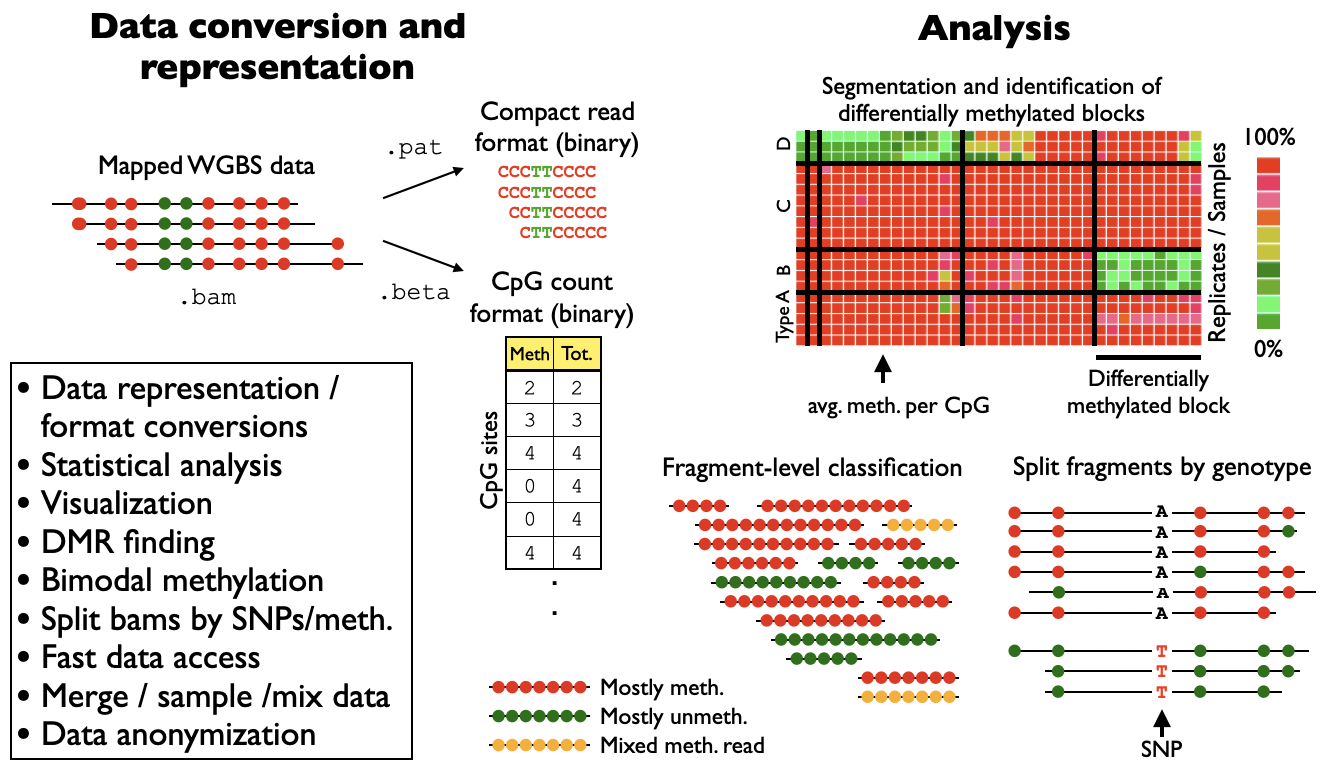 Data conversion and
representation
Mapped WGBS data
.bam
.pat
.beta
Compact read
format (binary)
CCCTTCCCC
CCCTTCCCC
CCTTCCCCC
CTTCCCCC
CpG count
format (binary)
CpG sites
Meth Tot.
2 2
3 3
4 4
0 4
0 4
4 4
.
.
• Data representation /
format conversions
• Statistical analysis
• Visualization
• DMR finding
• Bimodal methylation
• Split bams by SNPs/meth.
• Fast data access
• Merge / sample /mix data
• Data anonymization
Analysis
Segmentation and identification of
differentially methylated blocks
D
C
B
Type A
Replicates / Samples
100%
0%
avg. meth. per CpG
Differentially
methylated block
Fragment-level classification
Mostly meth.
Mostly unmeth.
Mixed meth. read
Split fragments by genotype
A
A
A
A
A
A
T
T
T
SNP